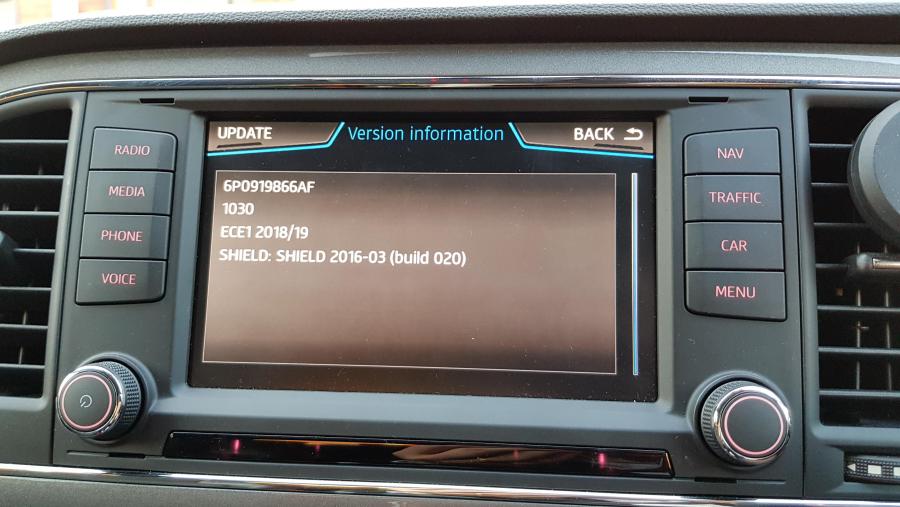 UPDATE Version information BACK
6P0919866AF
1030
ECE1 2018/19
SHIELD: SHIELD 2016-03 (build 020)
RADIO
MEDIA
PHONE
VOICE
NAV
TRAFFIC
CAR
MENU